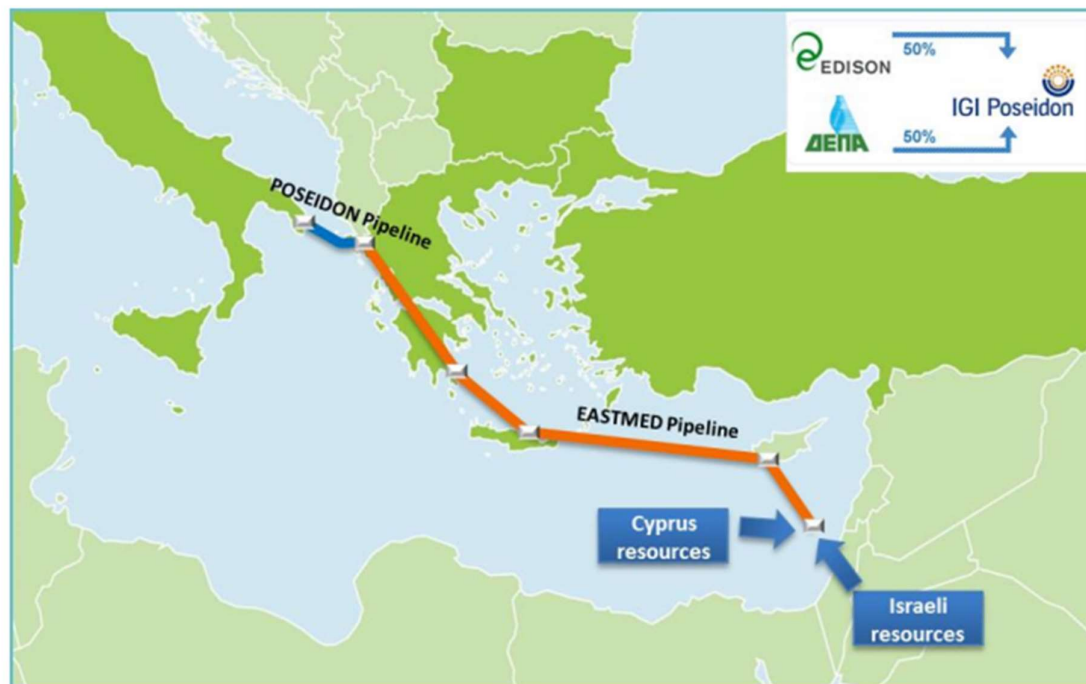 EDISON
50%
IGI Poseidon
ΔΕΠΑ
50%
POSEIDON Pipeline
EASTMED Pipeline
Cyprus
resources
Israeli
resources